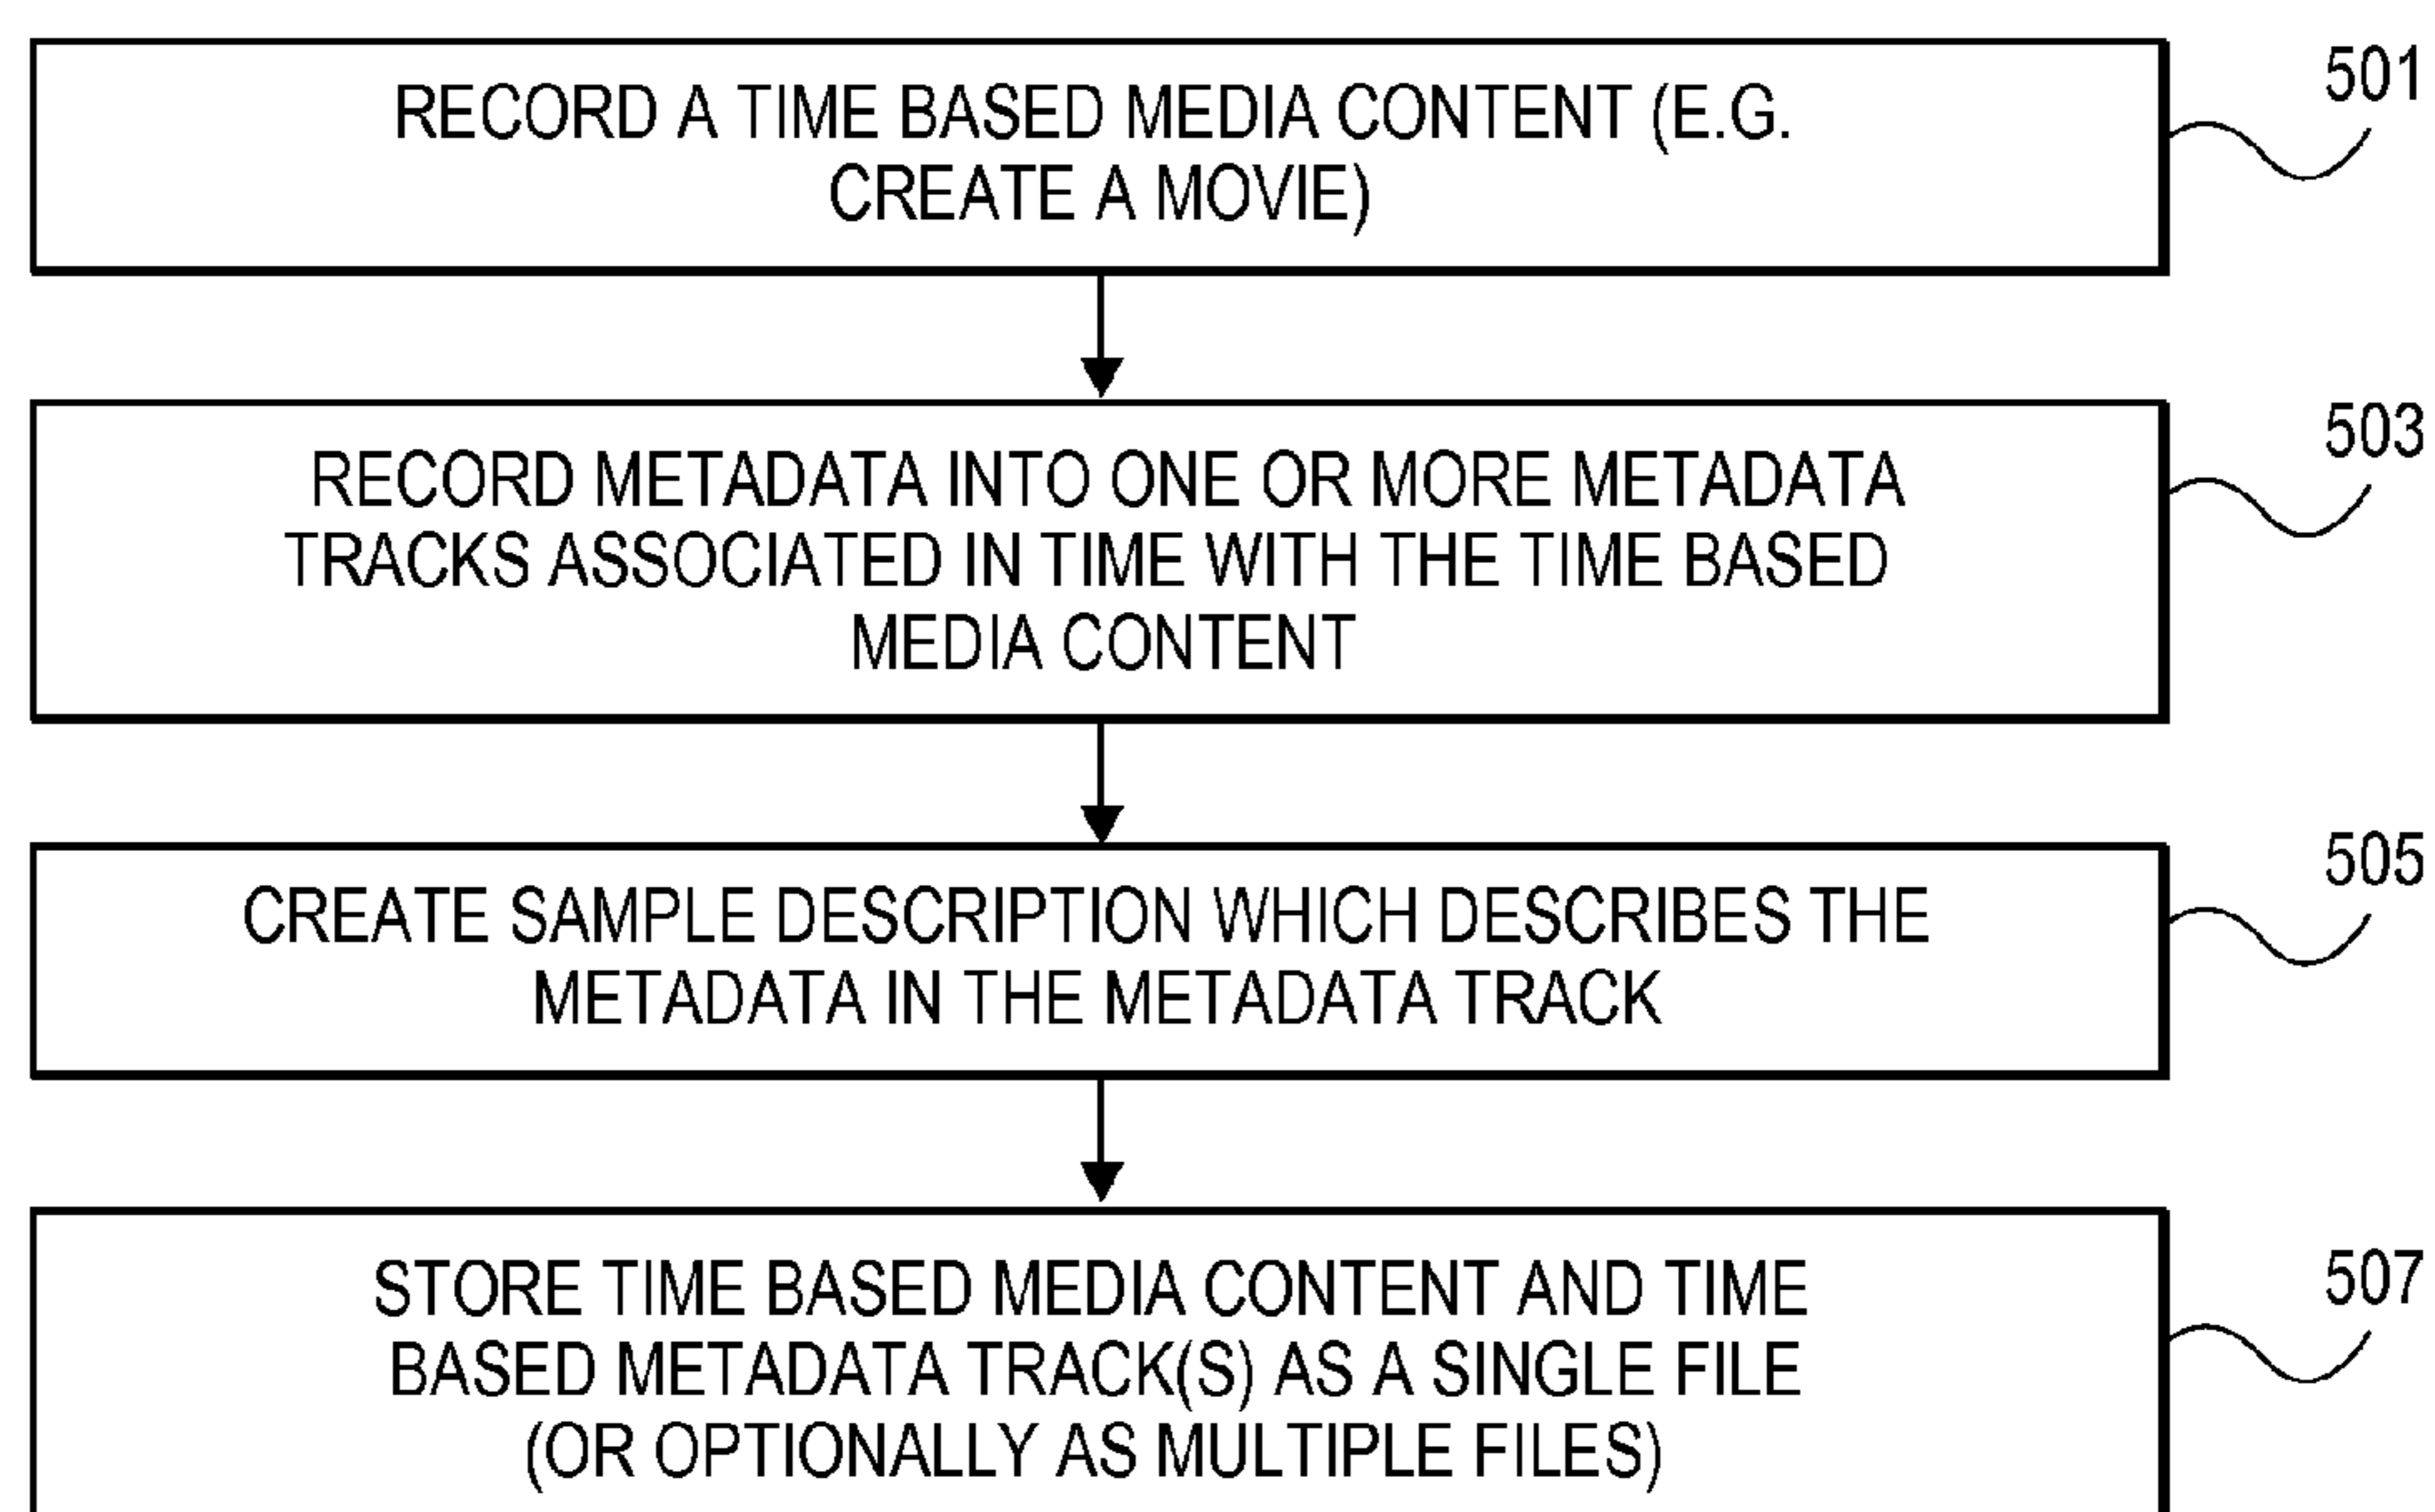 501
RECORD A TIME BASED MEDIA CONTENT (E.G.
CREATE A MOVIE)
503
RECORD METADATA INTO ONE OR MORE METADATA
TRACKS ASSOCIATED IN TIME WITH THE TIME BASED
MEDIA CONTENT
505
CREATE SAMPLE DESCRIPTION WHICH DESCRIBES THE
METADATA IN THE METADATA TRACK
507
STORE TIME BASED MEDIA CONTENT AND TIME
BASED METADATA TRACK(S) AS A SINGLE FILE
(OR OPTIONALLY AS MULTIPLE FILES)